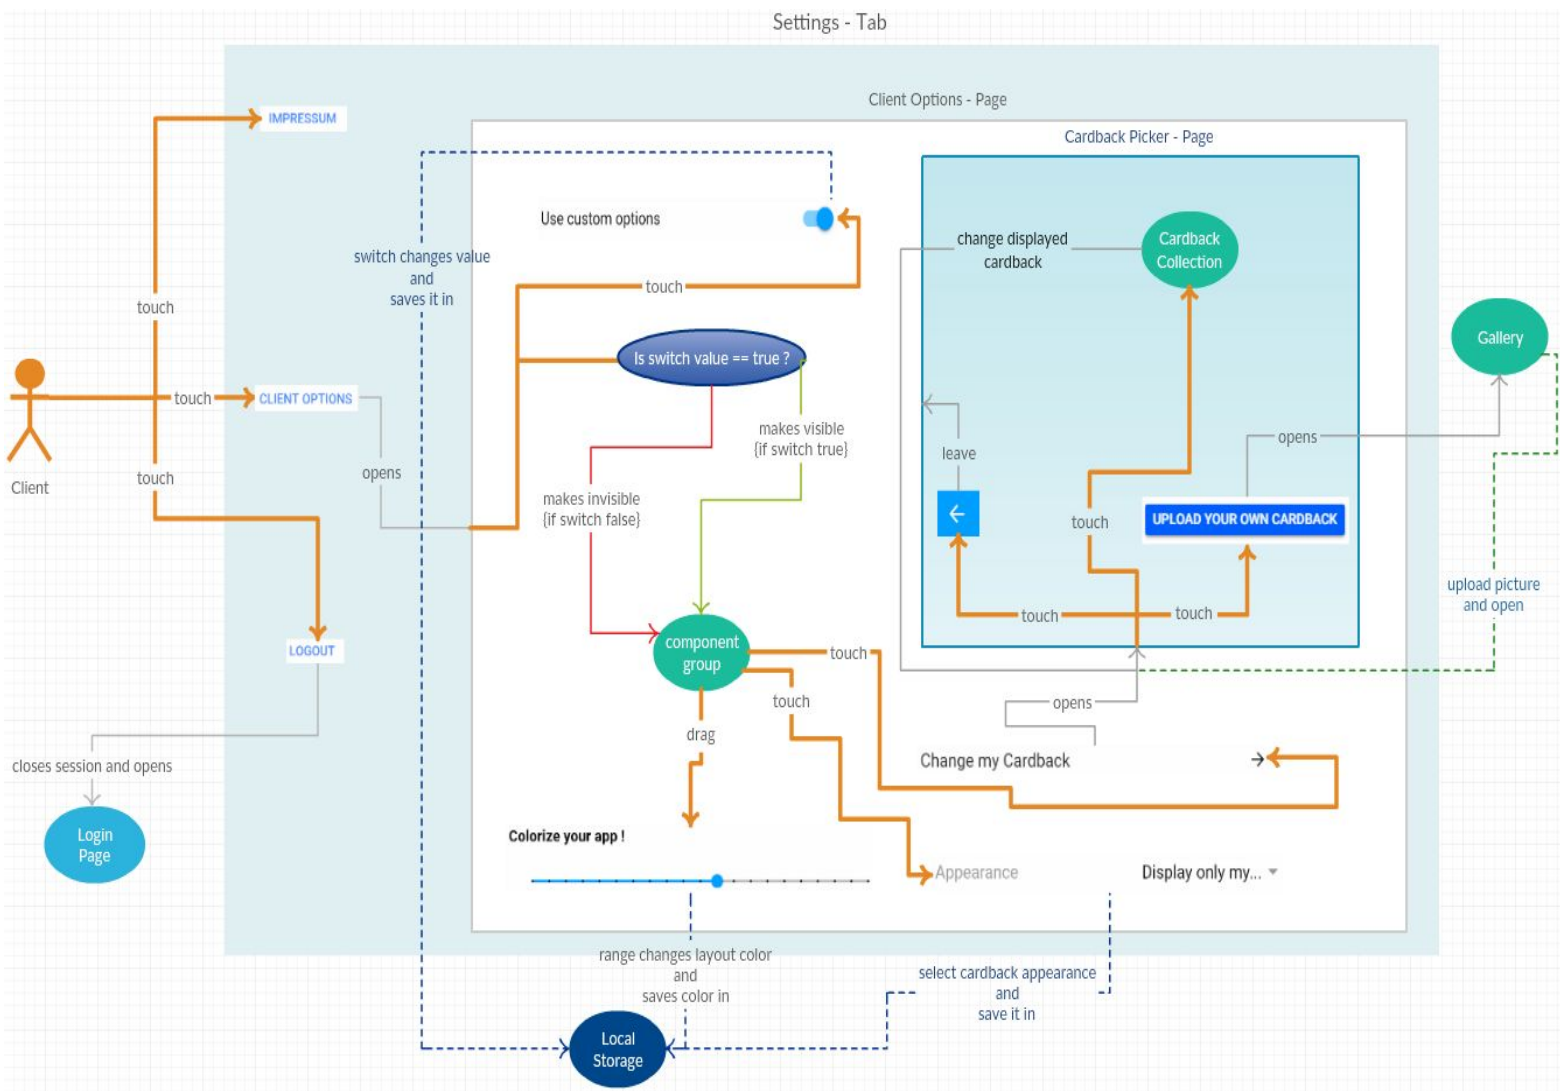 Settings - Tab
Client Options - Page
IMPRESSUM
Cardback Picker - Page
Use custom options
change displayed
cardback
Cardback
Collection
switch changes value
and
saves it in
touch
touch
Is switch value == true ?
Gallery
touch
CLIENT OPTIONS
makes visible
{if switch true}
opens
leave
opens
touch
Client
makes invisible
{if switch false}
touch
UPLOAD YOUR OWN CARDBACK
upload picture
and open
touch
touch
LOGOUT
component
group
touch
touch
opens
drag
closes session and opens
Change my Cardback
Login
Page
Colorize your app !
Appearance
Display only my...
range changes layout color
and
saves color in
select cardback appearance
and
save it in
Local
Storage